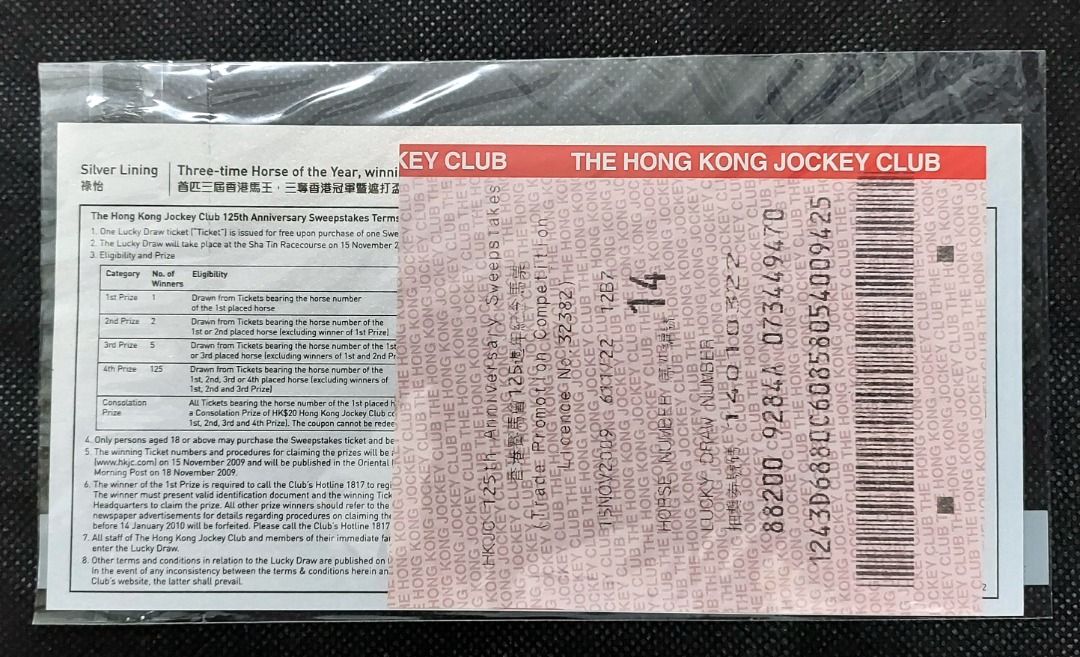 Silver Lining
祿怡
Three-time Horse of the Year, winni
首匹三屆香港馬王，三奪香港冠軍暨遮打盃
The Hong Kong Jockey Club 125th Anniversary Sweepstakes Terms
1. One Lucky Draw ticket ("Ticket") is issued for free upon purchase of one Swe
2. The Lucky Draw will take place at the Sha Tin Racecourse on 15 November 2
3. Eligibility and Prize
Category No. of Winners Eligibility
1st Prize 1 Drawn from Tickets bearing the horse number
of the 1st placed horse
2nd Prize 2 Drawn from Tickets bearing the horse number of the
1st or 2nd placed horse (excluding winner of 1st Prize)
3rd Prize 5 Drawn from Tickets bearing the horse number of the 1st
or 3rd placed horse (excluding winners of 1st and 2nd Pr
4th Prize 125 Drawn from Tickets bearing the horse number of the
1st, 2nd, 3rd or 4th placed horse (excluding winners of
1st, 2nd and 3rd Prize)
Consolation Prize All Tickets bearing the horse number of the 1st placed h
a Consolation Prize of HK$20 Hong Kong Jockey Club co
1st, 2nd, 3rd and 4th Prize). The coupon cannot be redee
4. Only persons aged 18 or above may purchase the Sweepstakes ticket and be
5. The winning Ticket numbers and procedures for claiming the prizes will be a
(www.hkjc.com) on 15 November 2009 and will be published in the Oriental
Morning Post on 18 November 2009.
6. The winner of the 1st Prize is required to call the Club's Hotline 1817 to regi
The winner must present valid identification document and the winning Tick
Headquarters to claim the prize. All other prize winners should refer to the
newspaper advertisements for details regarding procedures on claiming the
before 14 January 2010 will be forfeited. Please call the Club's Hotline 1817
7. All staff of The Hong Kong Jockey Club and members of their immediate fa
enter the Lucky Draw.
8. Other terms and conditions in relation to the Lucky Draw are published on
In the event of any inconsistency between the terms & conditions herein an
Club's website, the latter shall prevail.
KEY CLUB THE HONG KONG JOCKEY CLUB
HKJC 125th Anniversary Sweepstakes
香港賽馬會125週年紀念馬票
(Trade Promotion Competition
Licence No.:32382)
13NOV2009 611K/22 12B7
HORSE NUMBER 馬匹編號 14
LUCKY DRAW NUMBER
抽獎券號碼 14010322
88200 9284A 0734449470
1243D6880DC60858054009425
2